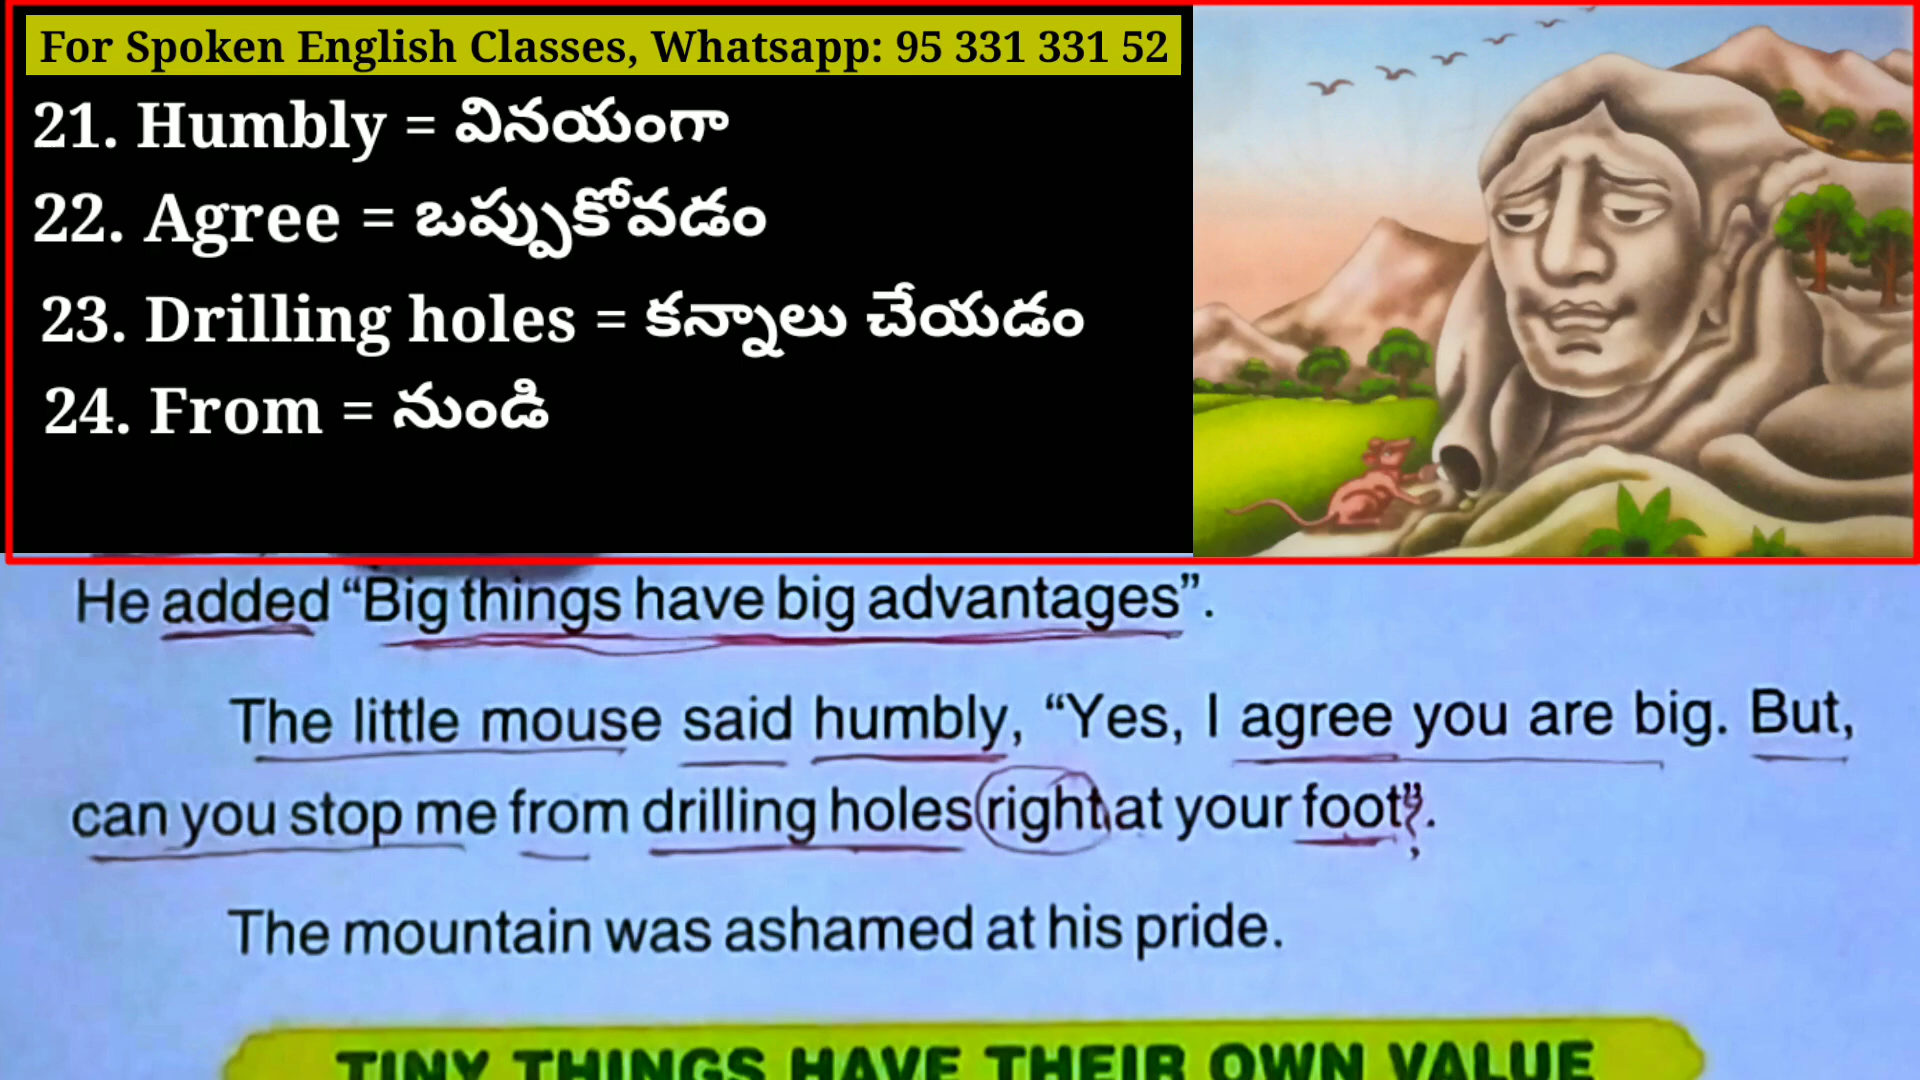 For Spoken English Classes, Whatsapp: 95 331 331 52
21. Humbly = వినయంగా
22. Agree = ఒప్పుకోవడం
23. Drilling holes = కన్నాలు చేయడం
24. From = నుండి
He added “Big things have big advantages”.
The little mouse said humbly, “Yes, I agree you are big. But,
can you stop me from drilling holes right at your foot”?.
The mountain was ashamed at his pride.
TINY THINGS HAVE THEIR OWN VALUE